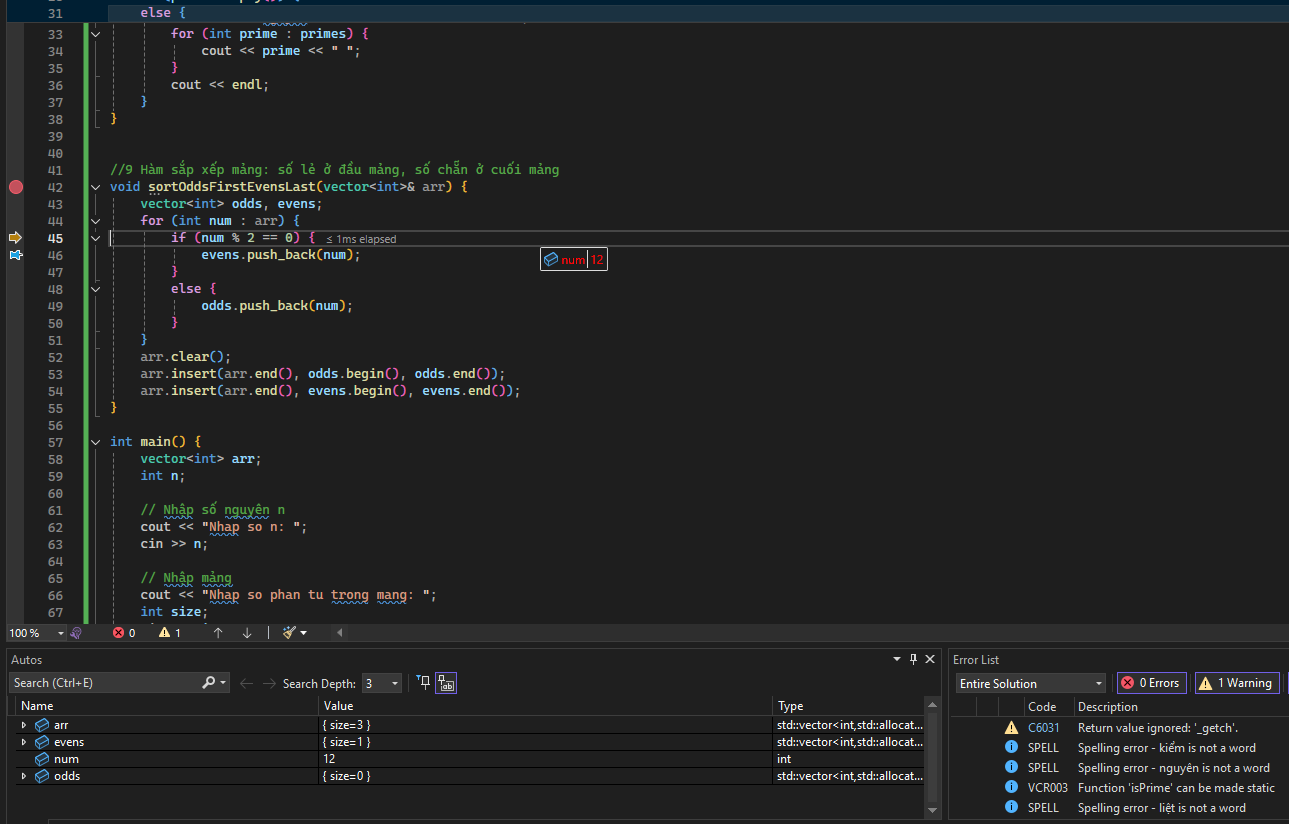 31 else {
33 for (int prime : primes) {
34 cout << prime << " ";
35 }
36 cout << endl;
37 }
38 }
39
40
41 //9 Hàm sắp xếp mảng: số lẻ ở đầu mảng, số chẵn ở cuối mảng
42 void sortOddsFirstEvensLast(vector<int>& arr) {
43 vector<int> odds, evens;
44 for (int num : arr) {
45 if (num % 2 == 0) { ≤ 1ms elapsed
46 evens.push_back(num);
num 12
47 }
48 else {
49 odds.push_back(num);
50 }
51 }
52 arr.clear();
53 arr.insert(arr.end(), odds.begin(), odds.end());
54 arr.insert(arr.end(), evens.begin(), evens.end());
55 }
56
57 int main() {
58 vector<int> arr;
59 int n;
60
61 // Nhập số nguyên n
62 cout << "Nhap so n: ";
63 cin >> n;
64
65 // Nhập mảng
66 cout << "Nhap so phan tu trong mang: ";
67 int size;
100 % 0 1
Autos
Search (Ctrl+E) Search Depth: 3
Name Value Type
arr { size=3 } std::vector<int,std::allocat...
evens { size=1 } std::vector<int,std::allocat...
num 12 int
odds { size=0 } std::vector<int,std::allocat...
Error List
Entire Solution 0 Errors 1 Warning
Code Description
C6031 Return value ignored: '_getch'.
SPELL Spelling error - kiểm is not a word
SPELL Spelling error - nguyên is not a word
VCR003 Function 'isPrime' can be made static
SPELL Spelling error - liệt is not a word